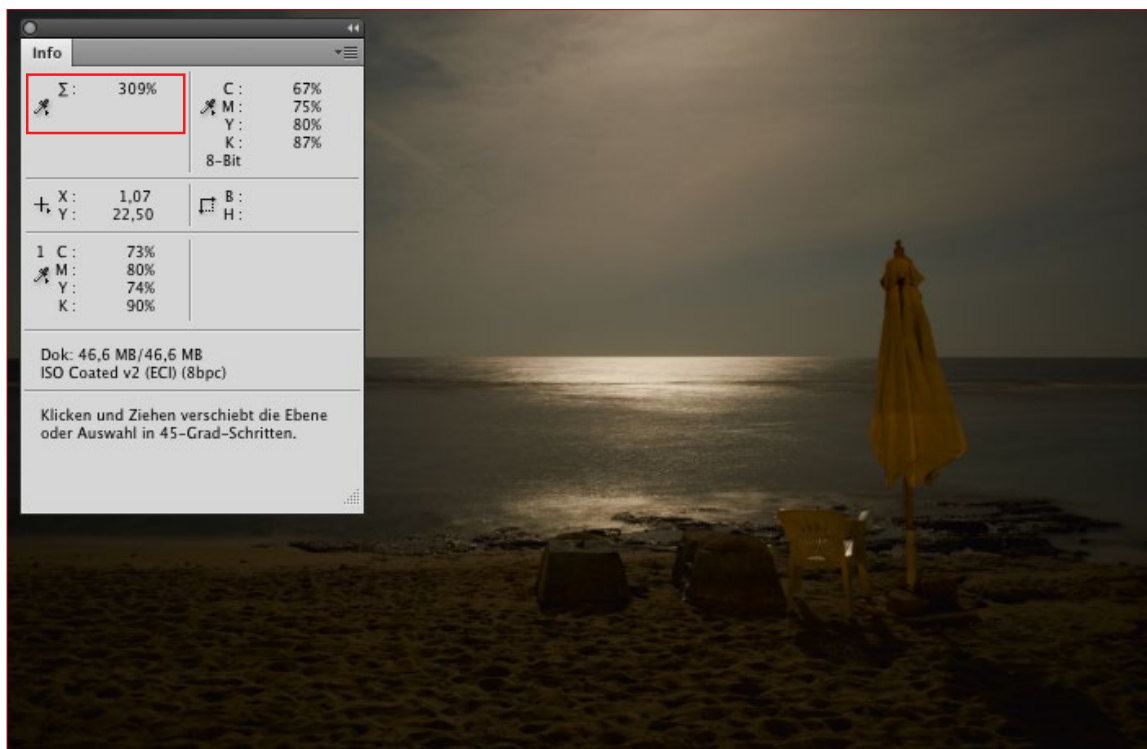 Info
Σ : 309%
C : 67%
M : 75%
Y : 80%
K : 87%
8-Bit
X : 1,07
Y : 22,50
B :
H :
1 C : 73%
M : 80%
Y : 74%
K : 90%
Dok: 46,6 MB/46,6 MB
ISO Coated v2 (ECI) (8bpc)
Klicken und Ziehen verschiebt die Ebene
oder Auswahl in 45-Grad-Schritten.